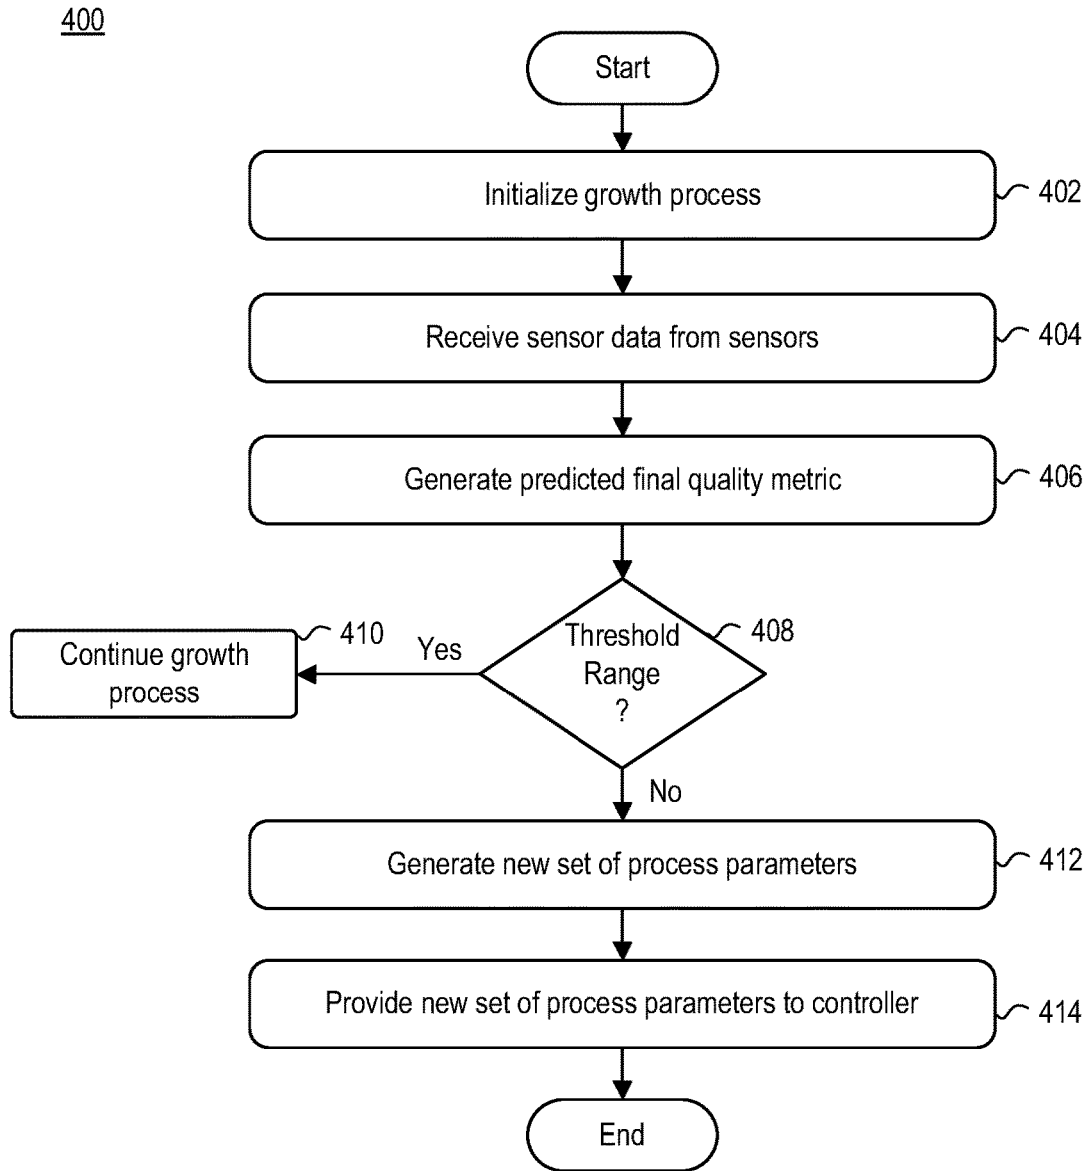 400
Start
Initialize growth process
402
Receive sensor data from sensors
404
Generate predicted final quality metric
406
Threshold
Range
?
408
Yes
410
Continue growth
process
No
Generate new set of process parameters
412
Provide new set of process parameters to controller
414
End